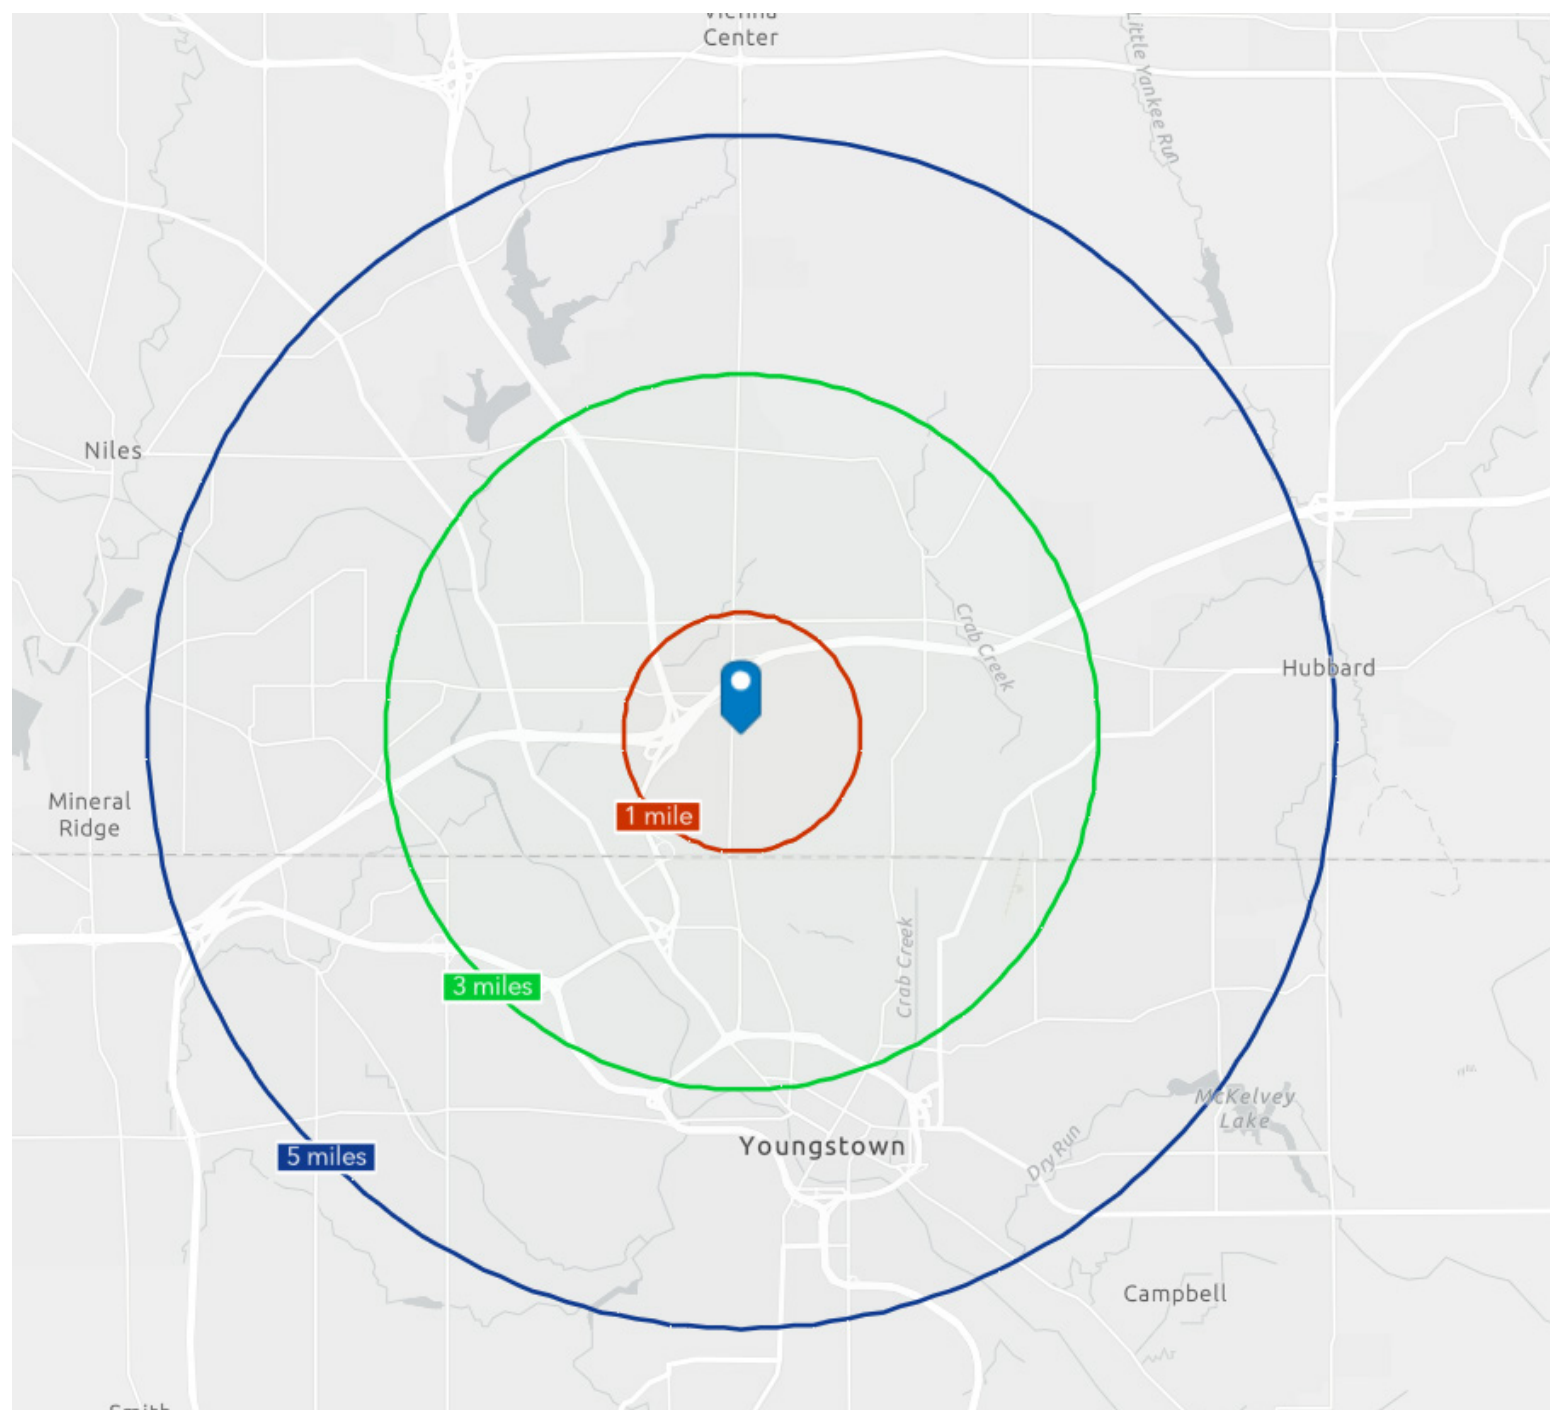 Vienna
Center
Little Yankee Run
Niles
Crab Creek
Hubbard
Mineral
Ridge
1 mile
Crab Creek
3 miles
McKelvey
Lake
Youngstown
Dry Run
5 miles
Campbell